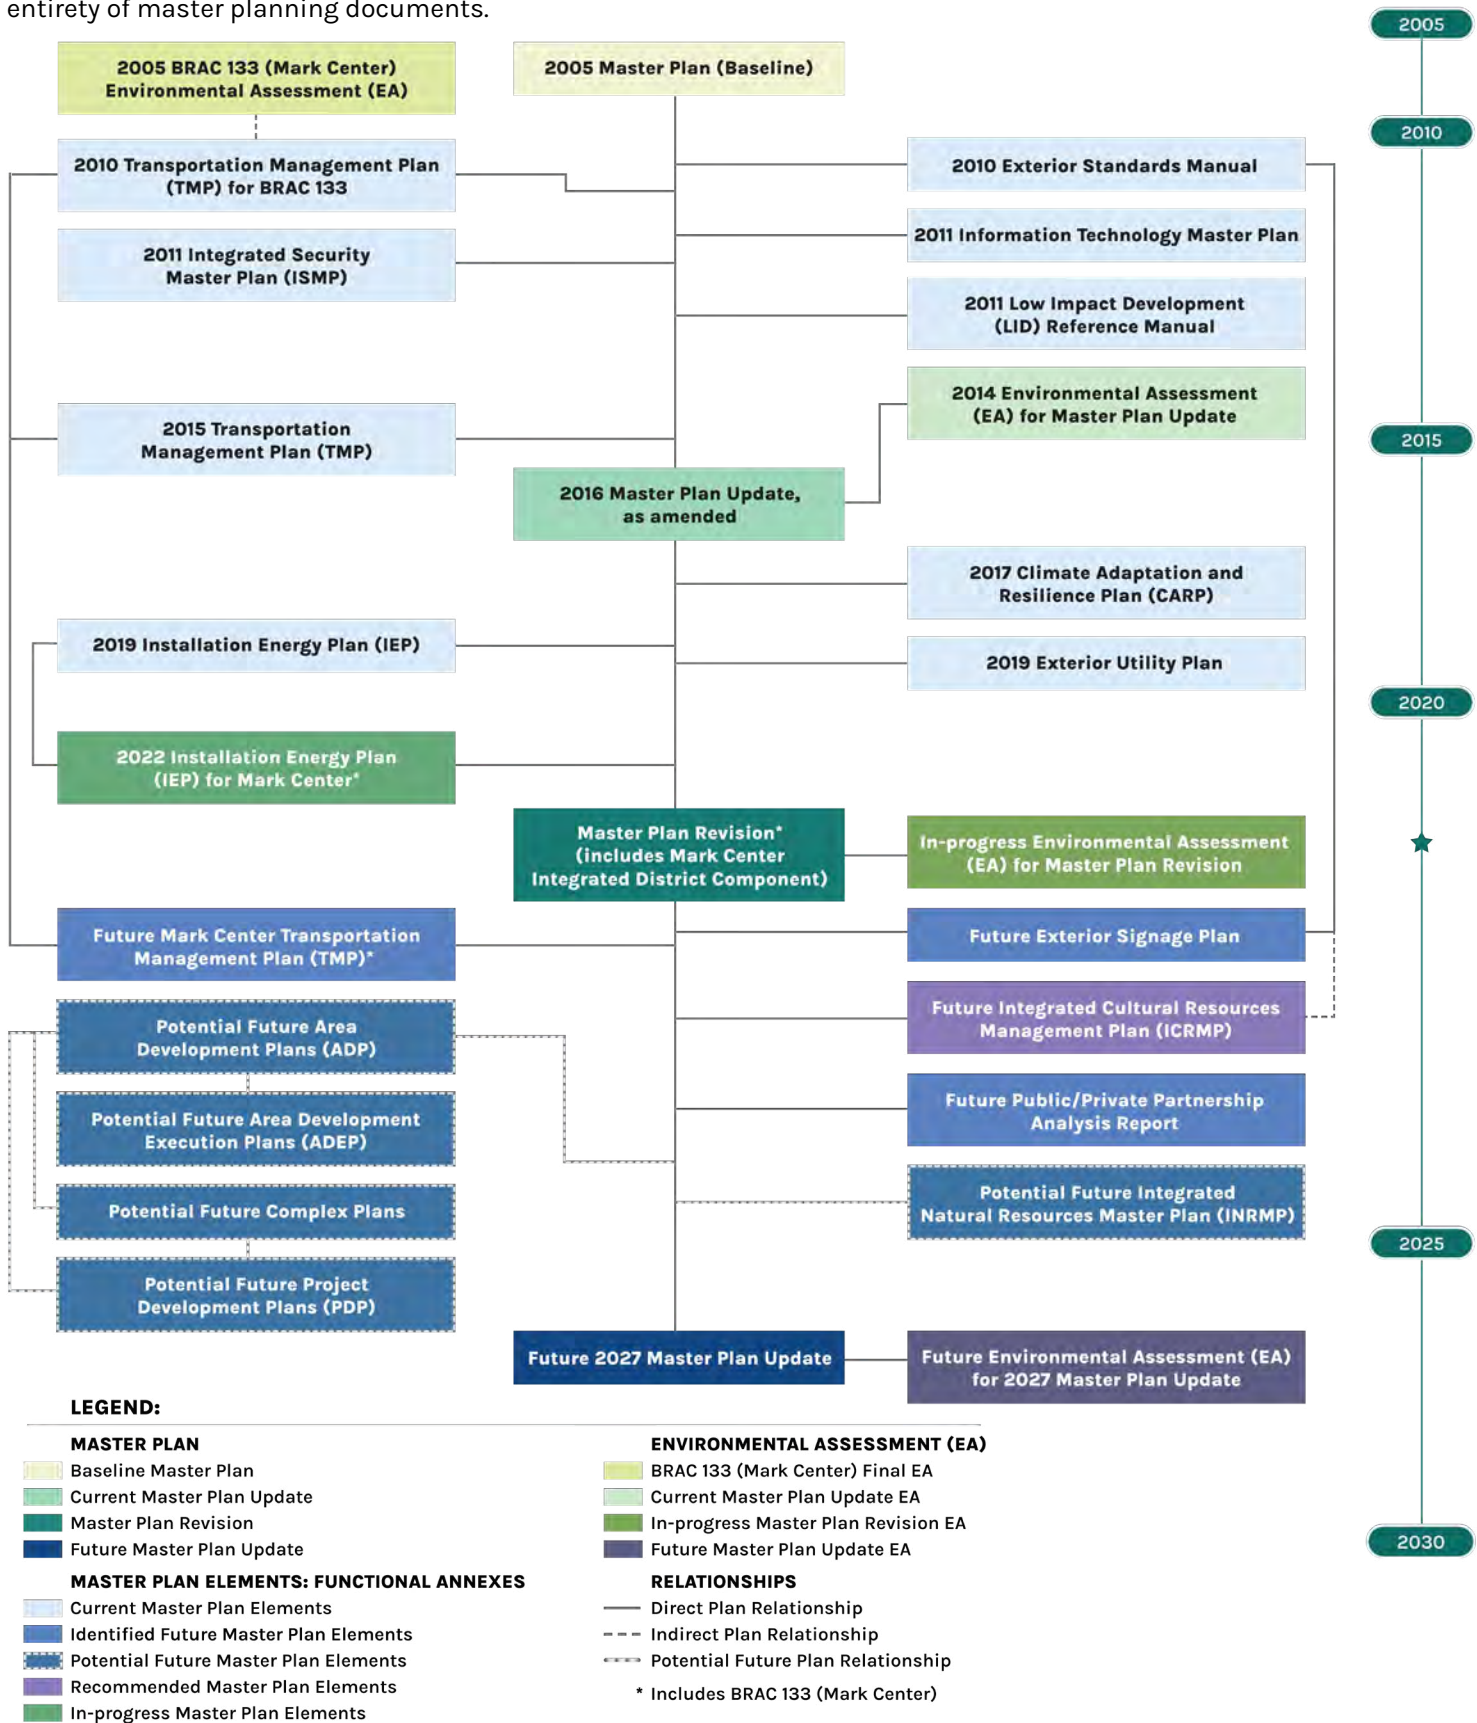 entirety of master planning documents.
2005
2005 BRAC 133 (Mark Center)
Environmental Assessment (EA)
2005 Master Plan (Baseline)
2010
2010 Transportation Management Plan
(TMP) for BRAC 133
2010 Exterior Standards Manual
2011 Information Technology Master Plan
2011 Integrated Security
Master Plan (ISMP)
2011 Low Impact Development
(LID) Reference Manual
2014 Environmental Assessment
(EA) for Master Plan Update
2015 Transportation
Management Plan (TMP)
2015
2016 Master Plan Update,
as amended
2017 Climate Adaptation and
Resilience Plan (CARP)
2019 Installation Energy Plan (IEP)
2019 Exterior Utility Plan
2020
2022 Installation Energy Plan
(IEP) for Mark Center*
Master Plan Revision*
(includes Mark Center
Integrated District Component)
In-progress Environmental Assessment
(EA) for Master Plan Revision
Future Mark Center Transportation
Management Plan (TMP)*
Future Exterior Signage Plan
Future Integrated Cultural Resources
Management Plan (ICRMP)
Potential Future Area
Development Plans (ADP)
Future Public/Private Partnership
Analysis Report
Potential Future Area Development
Execution Plans (ADEP)
Potential Future Integrated
Natural Resources Master Plan (INRMP)
Potential Future Complex Plans
2025
Potential Future Project
Development Plans (PDP)
Future 2027 Master Plan Update
Future Environmental Assessment (EA)
for 2027 Master Plan Update
LEGEND:
MASTER PLAN
Baseline Master Plan
Current Master Plan Update
Master Plan Revision
Future Master Plan Update
MASTER PLAN ELEMENTS: FUNCTIONAL ANNEXES
Current Master Plan Elements
Identified Future Master Plan Elements
Potential Future Master Plan Elements
Recommended Master Plan Elements
In-progress Master Plan Elements
ENVIRONMENTAL ASSESSMENT (EA)
BRAC 133 (Mark Center) Final EA
Current Master Plan Update EA
In-progress Master Plan Revision EA
Future Master Plan Update EA
RELATIONSHIPS
Direct Plan Relationship
Indirect Plan Relationship
Potential Future Plan Relationship
* Includes BRAC 133 (Mark Center)
2030